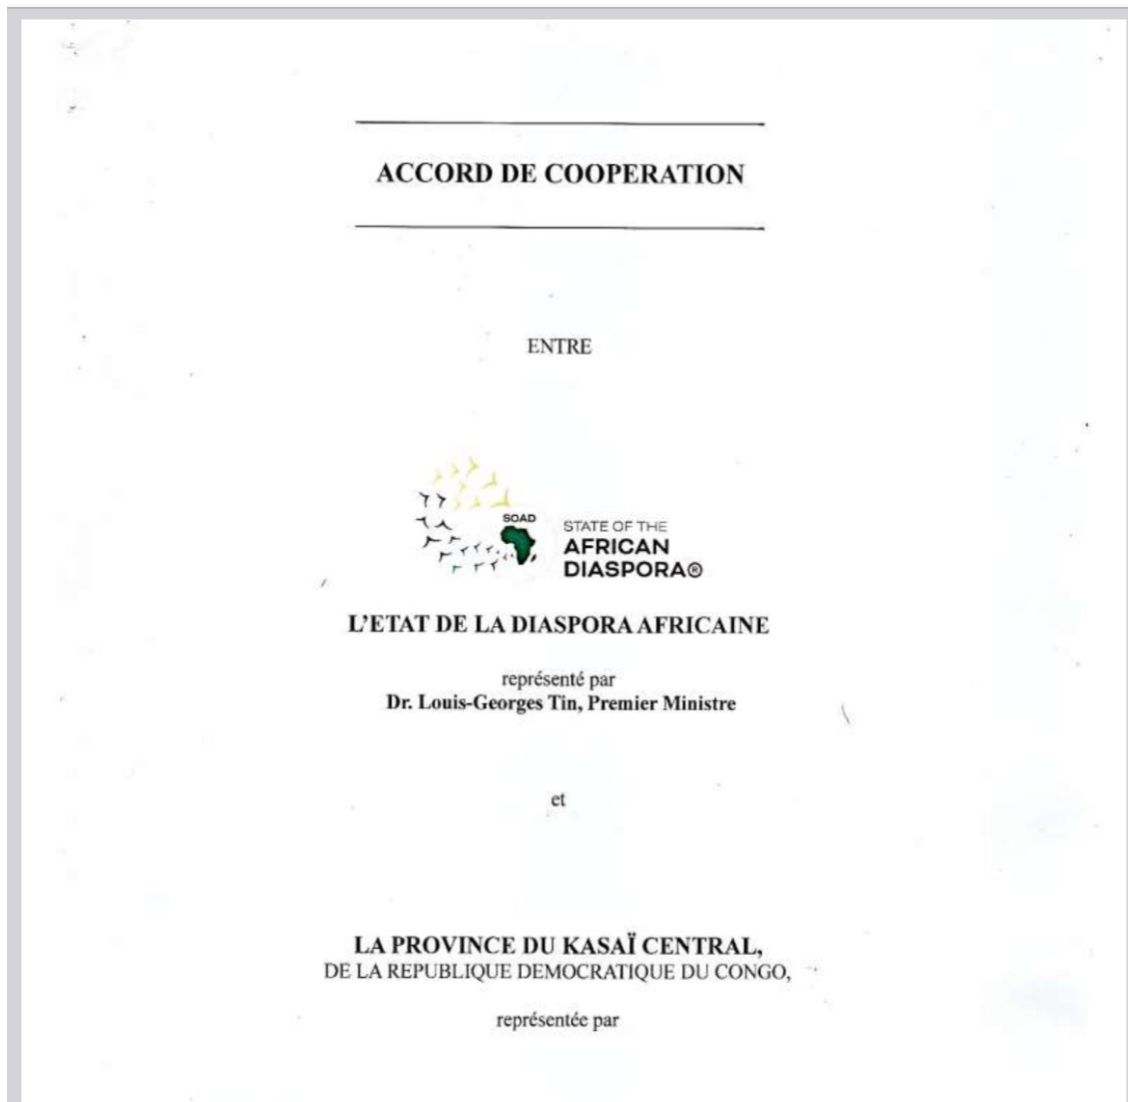 ACCORD DE COOPERATION
ENTRE
SOAD
STATE OF THE
AFRICAN
DIASPORA®
L'ETAT DE LA DIASPORA AFRICAINE
représenté par
Dr. Louis-Georges Tin, Premier Ministre
et
LA PROVINCE DU KASAÏ CENTRAL,
DE LA REPUBLIQUE DEMOCRATIQUE DU CONGO,
représentée par